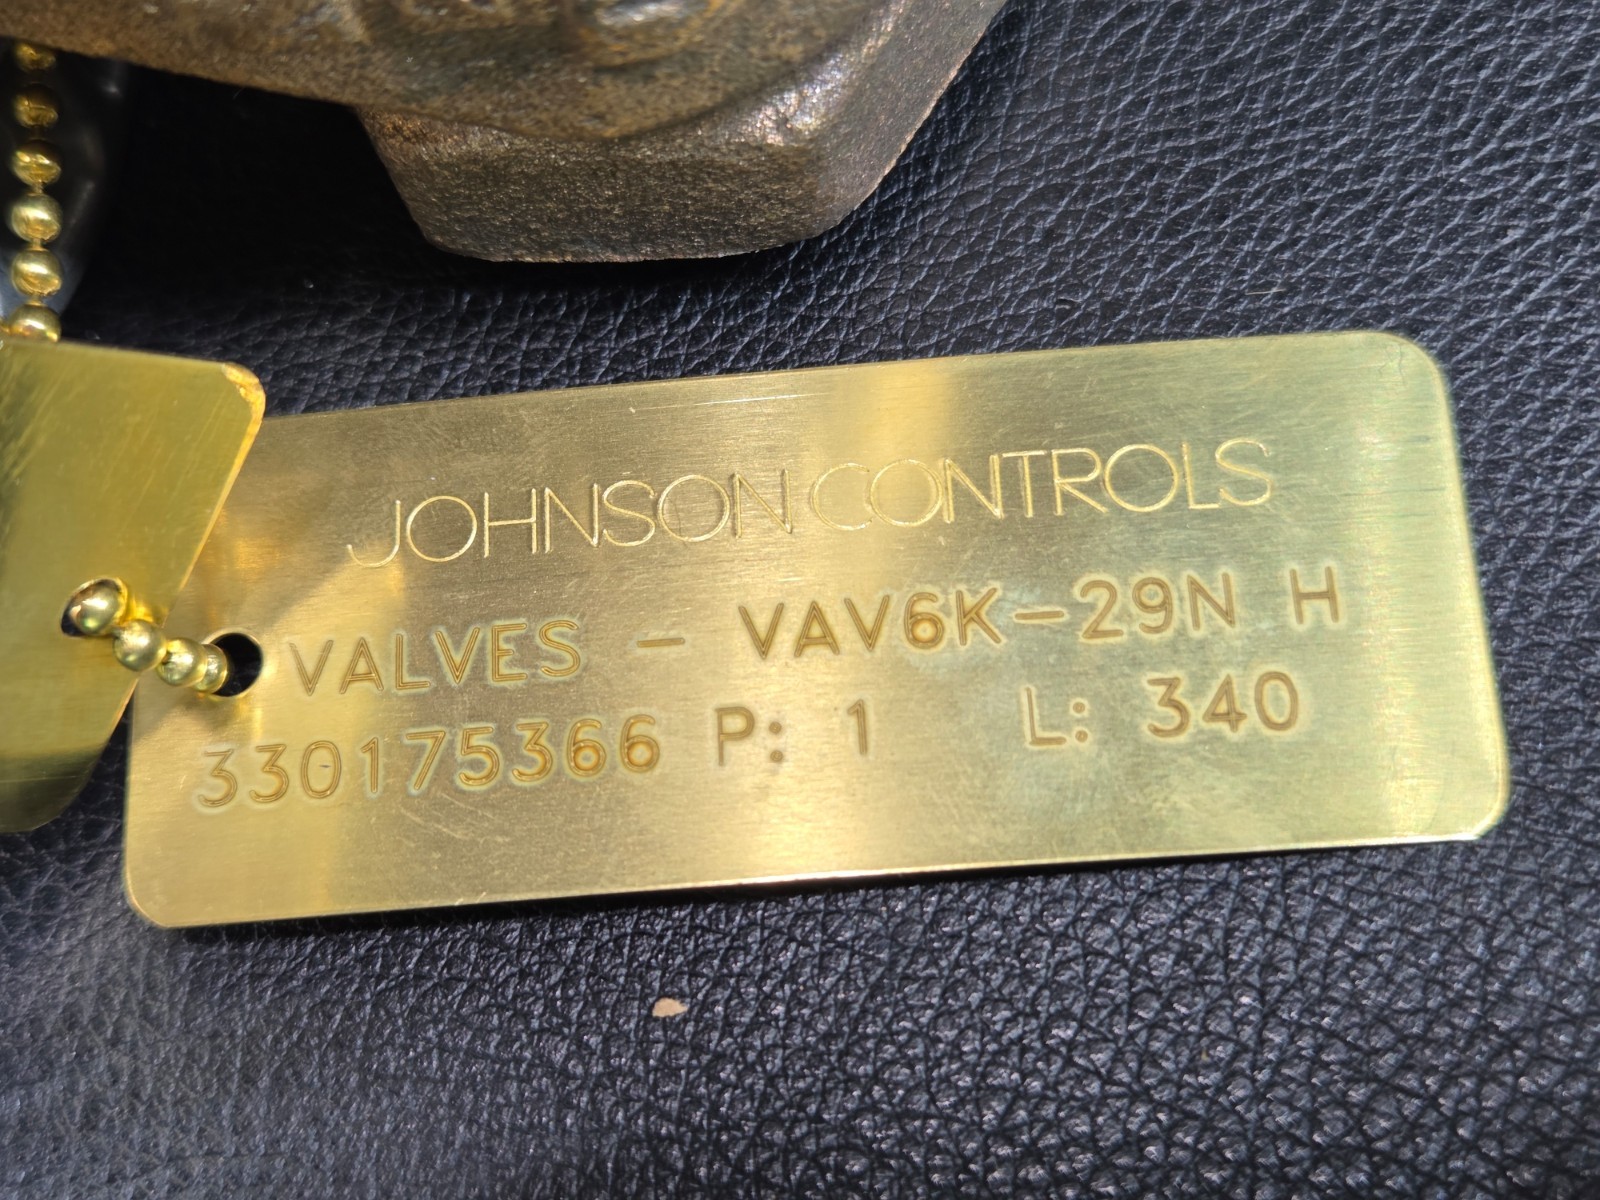 JOHNSON CONTROLS
VALVES - VAV6K-29N H
330175366 P: 1 L: 340